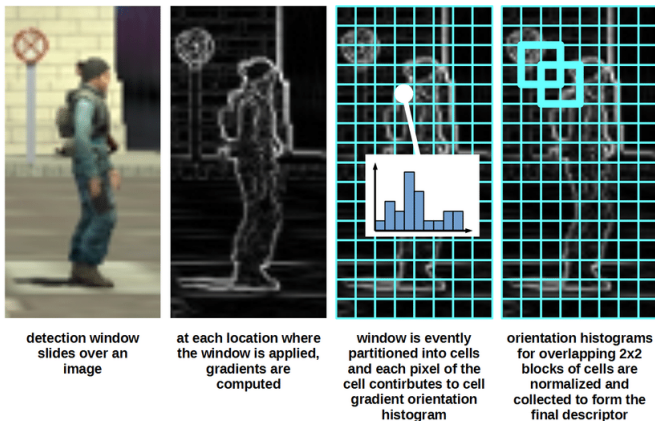 detection window
slides over an
image
at each location where
the window is applied,
gradients are
computed
window is evently
partitioned into cells
and each pixel of the
cell contirbutes to cell
gradient orientation
histogram
orientation histograms
for overlapping 2x2
blocks of cells are
normalized and
collected to form the
final descriptor